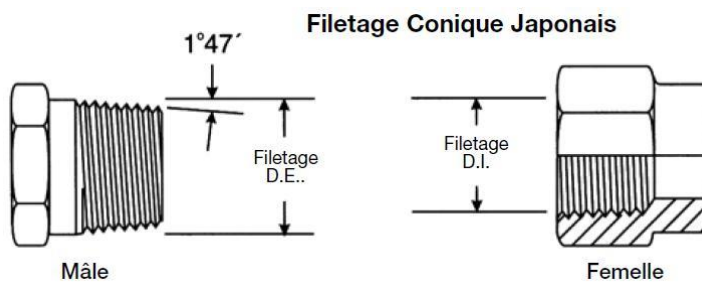 Filetage Conique Japonais
1°47´
Filetage
D.E..
Filetage
D.I.
Mâle
Femelle